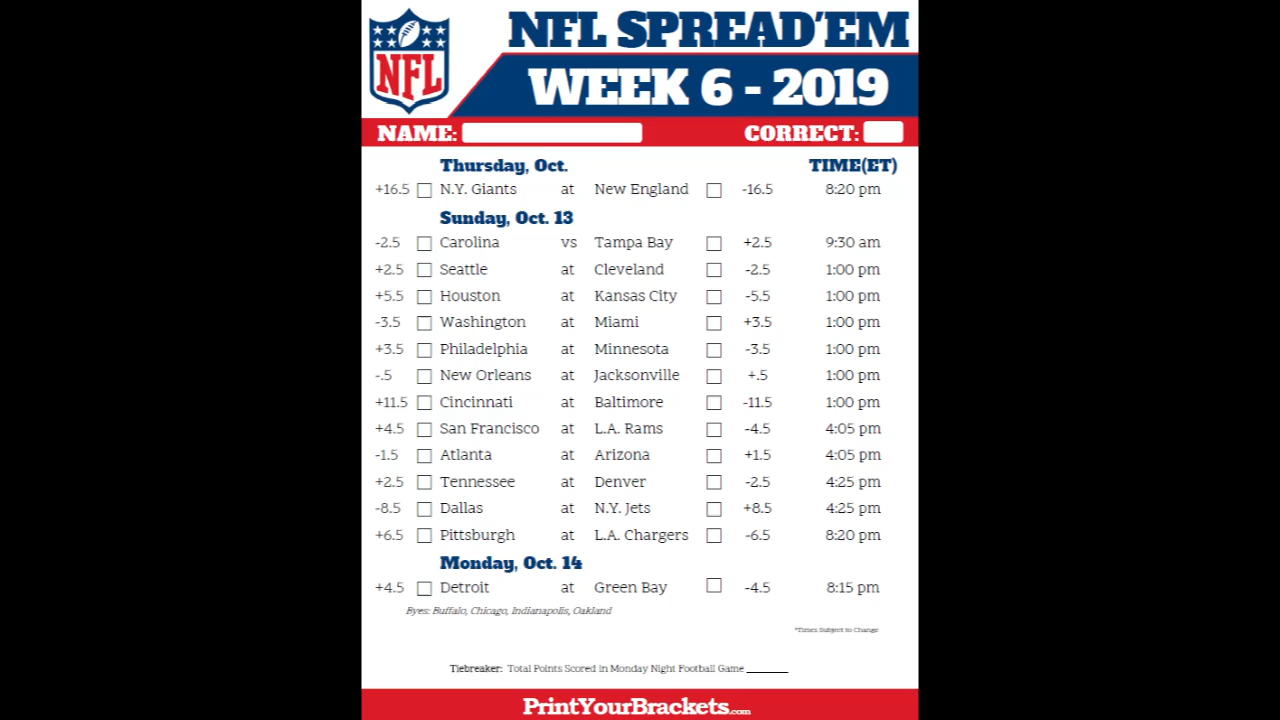 NFL
NFL SPREAD'EM
WEEK 6 - 2019
NAME: CORRECT:
Thursday, Oct. TIME(ET)
+16.5 N.Y. Giants at New England -16.5 8:20 pm
Sunday, Oct. 13
-2.5 Carolina vs Tampa Bay +2.5 9:30 am
+2.5 Seattle at Cleveland -2.5 1:00 pm
+5.5 Houston at Kansas City -5.5 1:00 pm
-3.5 Washington at Miami +3.5 1:00 pm
+3.5 Philadelphia at Minnesota -3.5 1:00 pm
-.5 New Orleans at Jacksonville +.5 1:00 pm
+11.5 Cincinnati at Baltimore -11.5 1:00 pm
+4.5 San Francisco at L.A. Rams -4.5 4:05 pm
-1.5 Atlanta at Arizona +1.5 4:05 pm
+2.5 Tennessee at Denver -2.5 4:25 pm
-8.5 Dallas at N.Y. Jets +8.5 4:25 pm
+6.5 Pittsburgh at L.A. Chargers -6.5 8:20 pm
Monday, Oct. 14
+4.5 Detroit at Green Bay -4.5 8:15 pm
Byes: Buffalo, Chicago, Indianapolis, Oakland
*Times Subject to Change
Tiebreaker: Total Points Scored in Monday Night Football Game ________
PrintYourBrackets.com